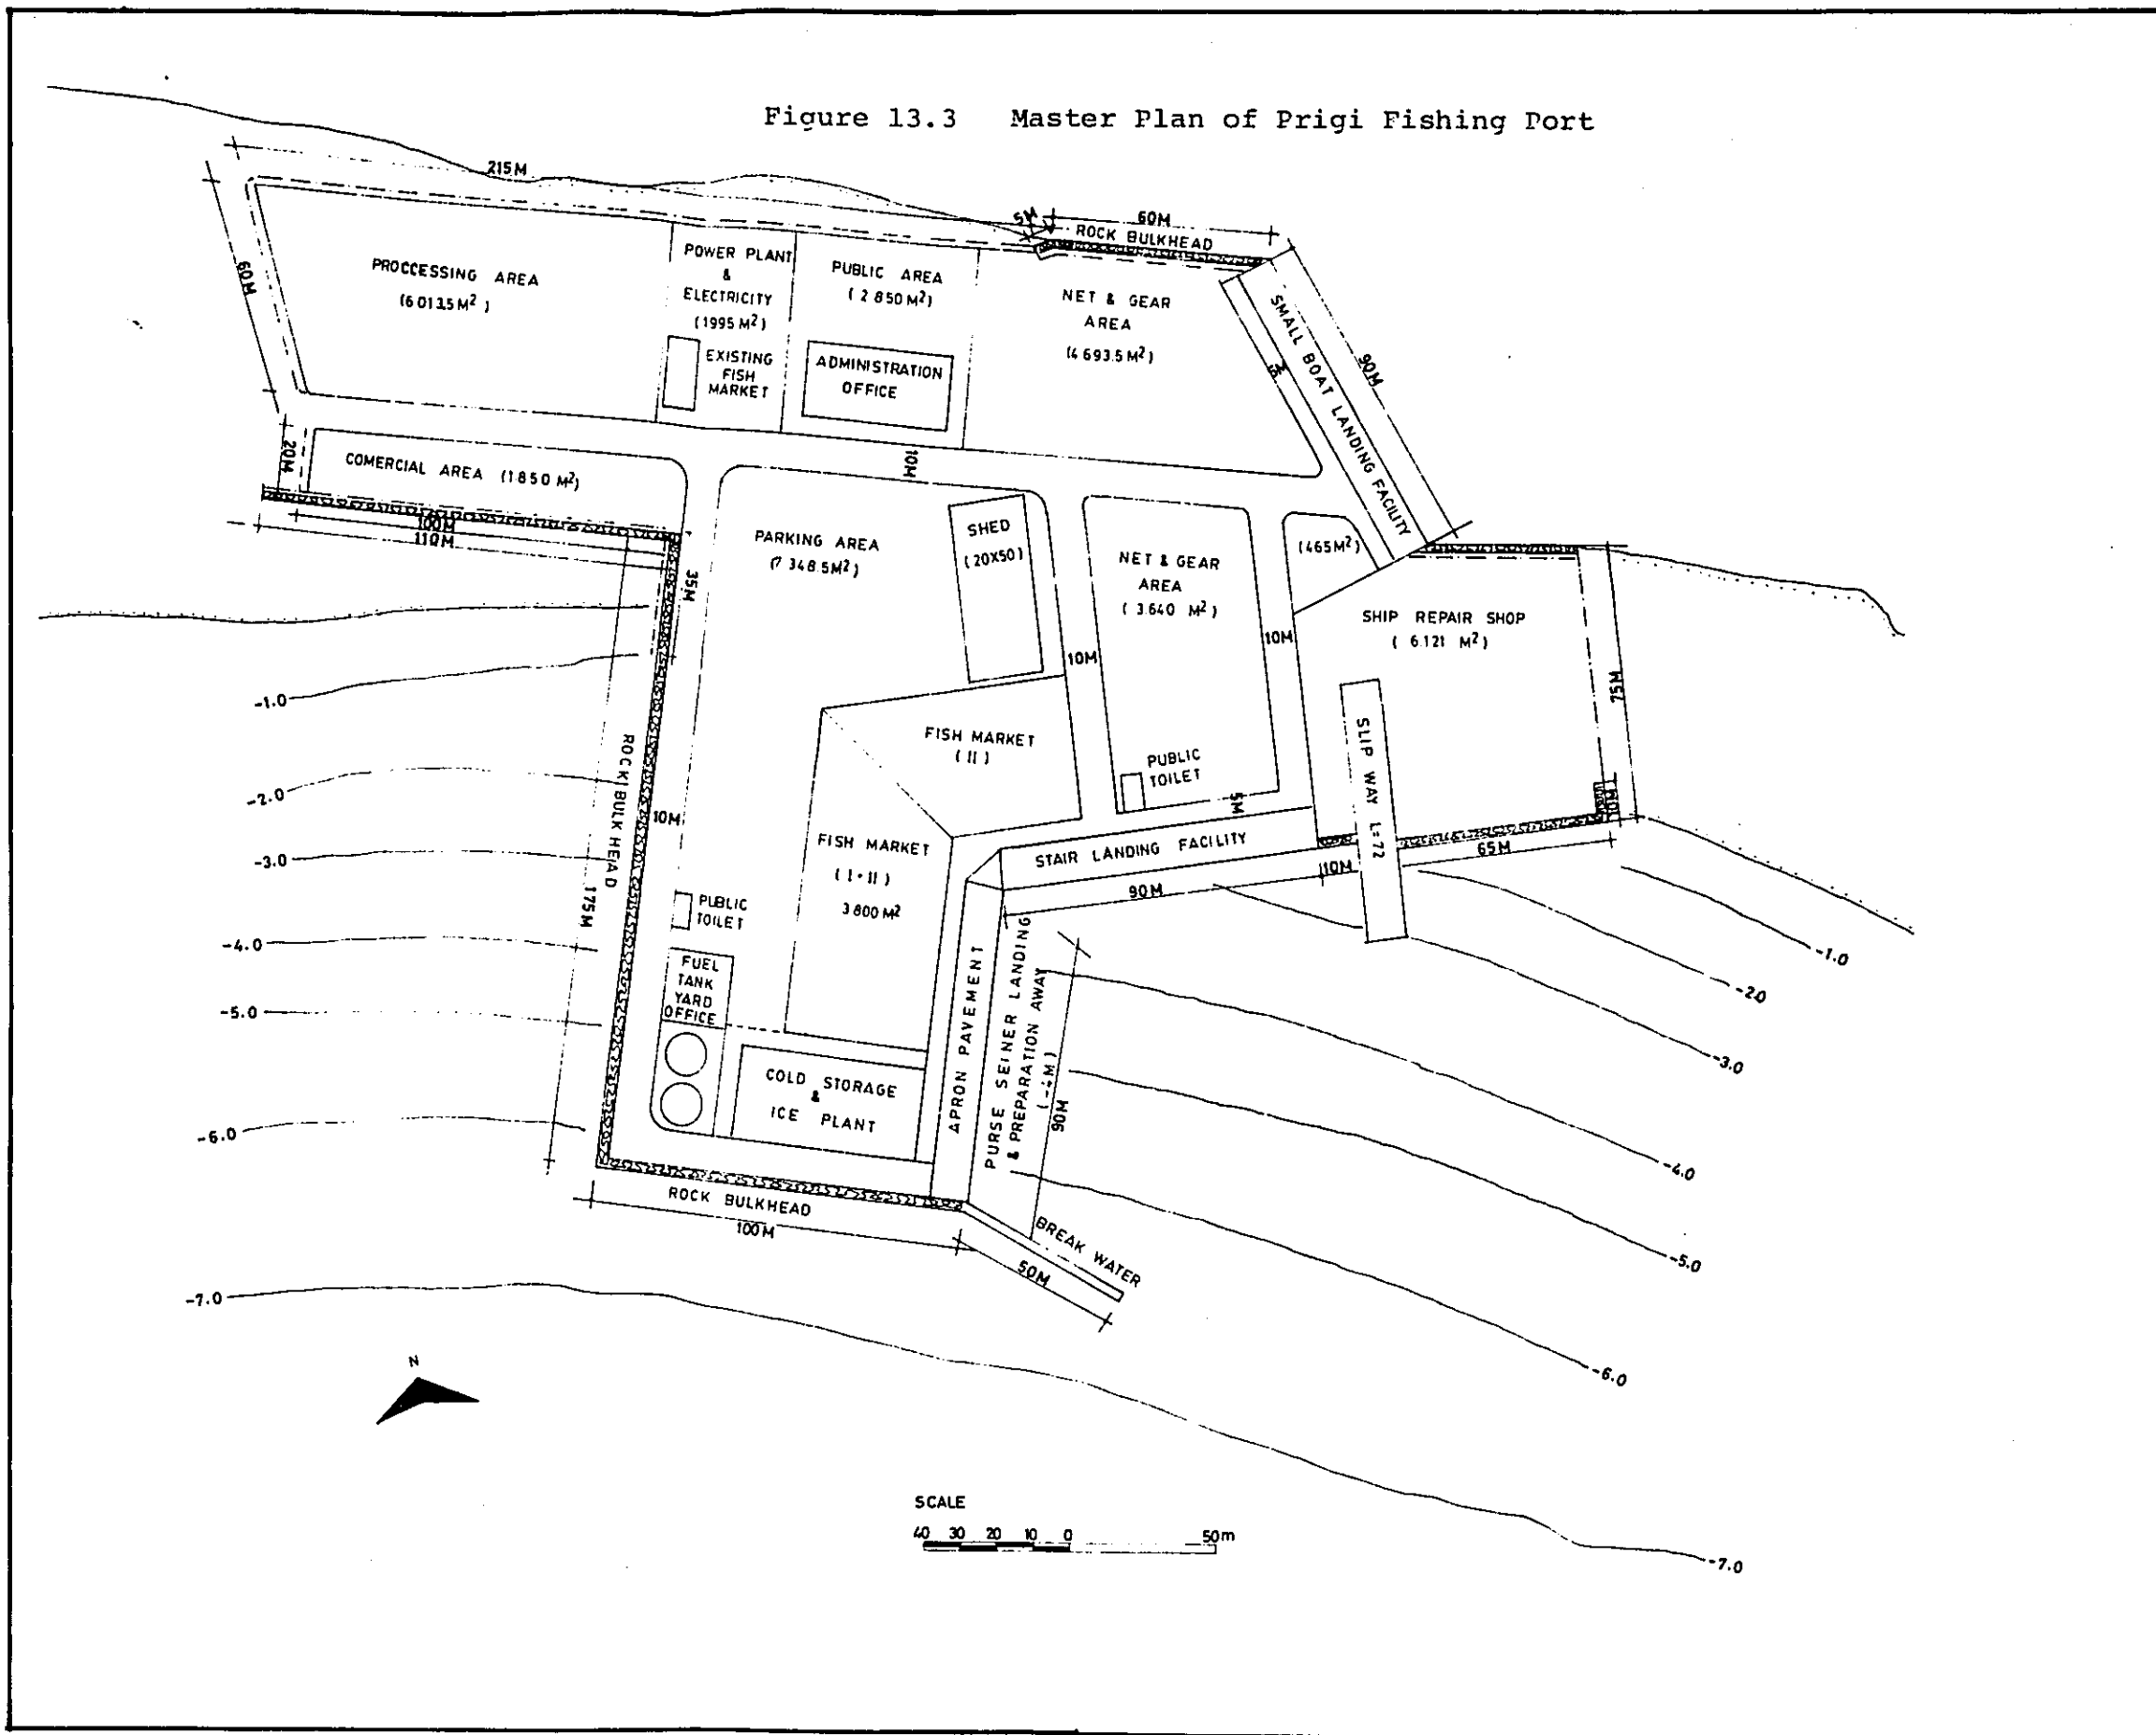 Figure 13.3 Master Plan of Prigi Fishing Port
215M
5M
60M
ROCK BULKHEAD
60M
PROCCESSING AREA
(6 013.5 M²)
POWER PLANT
&
ELECTRICITY
(1995 M²)
EXISTING
FISH
MARKET
PUBLIC AREA
(2 850 M²)
ADMINISTRATION
OFFICE
NET & GEAR
AREA
(4 693.5 M²)
SMALL BOAT LANDING FACILITY
90M
20M
COMERCIAL AREA (1850 M²)
10M
100M
110M
35M
PARKING AREA
(7 348.5M²)
SHED
(20X50)
NET & GEAR
AREA
(3.640 M²)
(465M²)
SHIP REPAIR SHOP
(6.121 M²)
10M
10M
75M
10M
SLIP WAY L=72
PUBLIC
TOILET
5M
FISH MARKET
(II)
ROCK BULK HEAD
175M
10M
FISH MARKET
(I+II)
3.800 M²
STAIR LANDING FACILITY
90M
10M
65M
PUBLIC
TOILET
FUEL
TANK
YARD
OFFICE
COLD STORAGE
&
ICE PLANT
APRON PAVEMENT
PURSE SEINER LANDING
& PREPARATION AWAY
(-4M)
90M
ROCK BULKHEAD
100M
BREAK WATER
50M
-1.0
-2.0
-3.0
-4.0
-5.0
-6.0
-7.0
-1.0
-2.0
-3.0
-4.0
-5.0
-6.0
-7.0
N
SCALE
40 30 20 10 0 50m